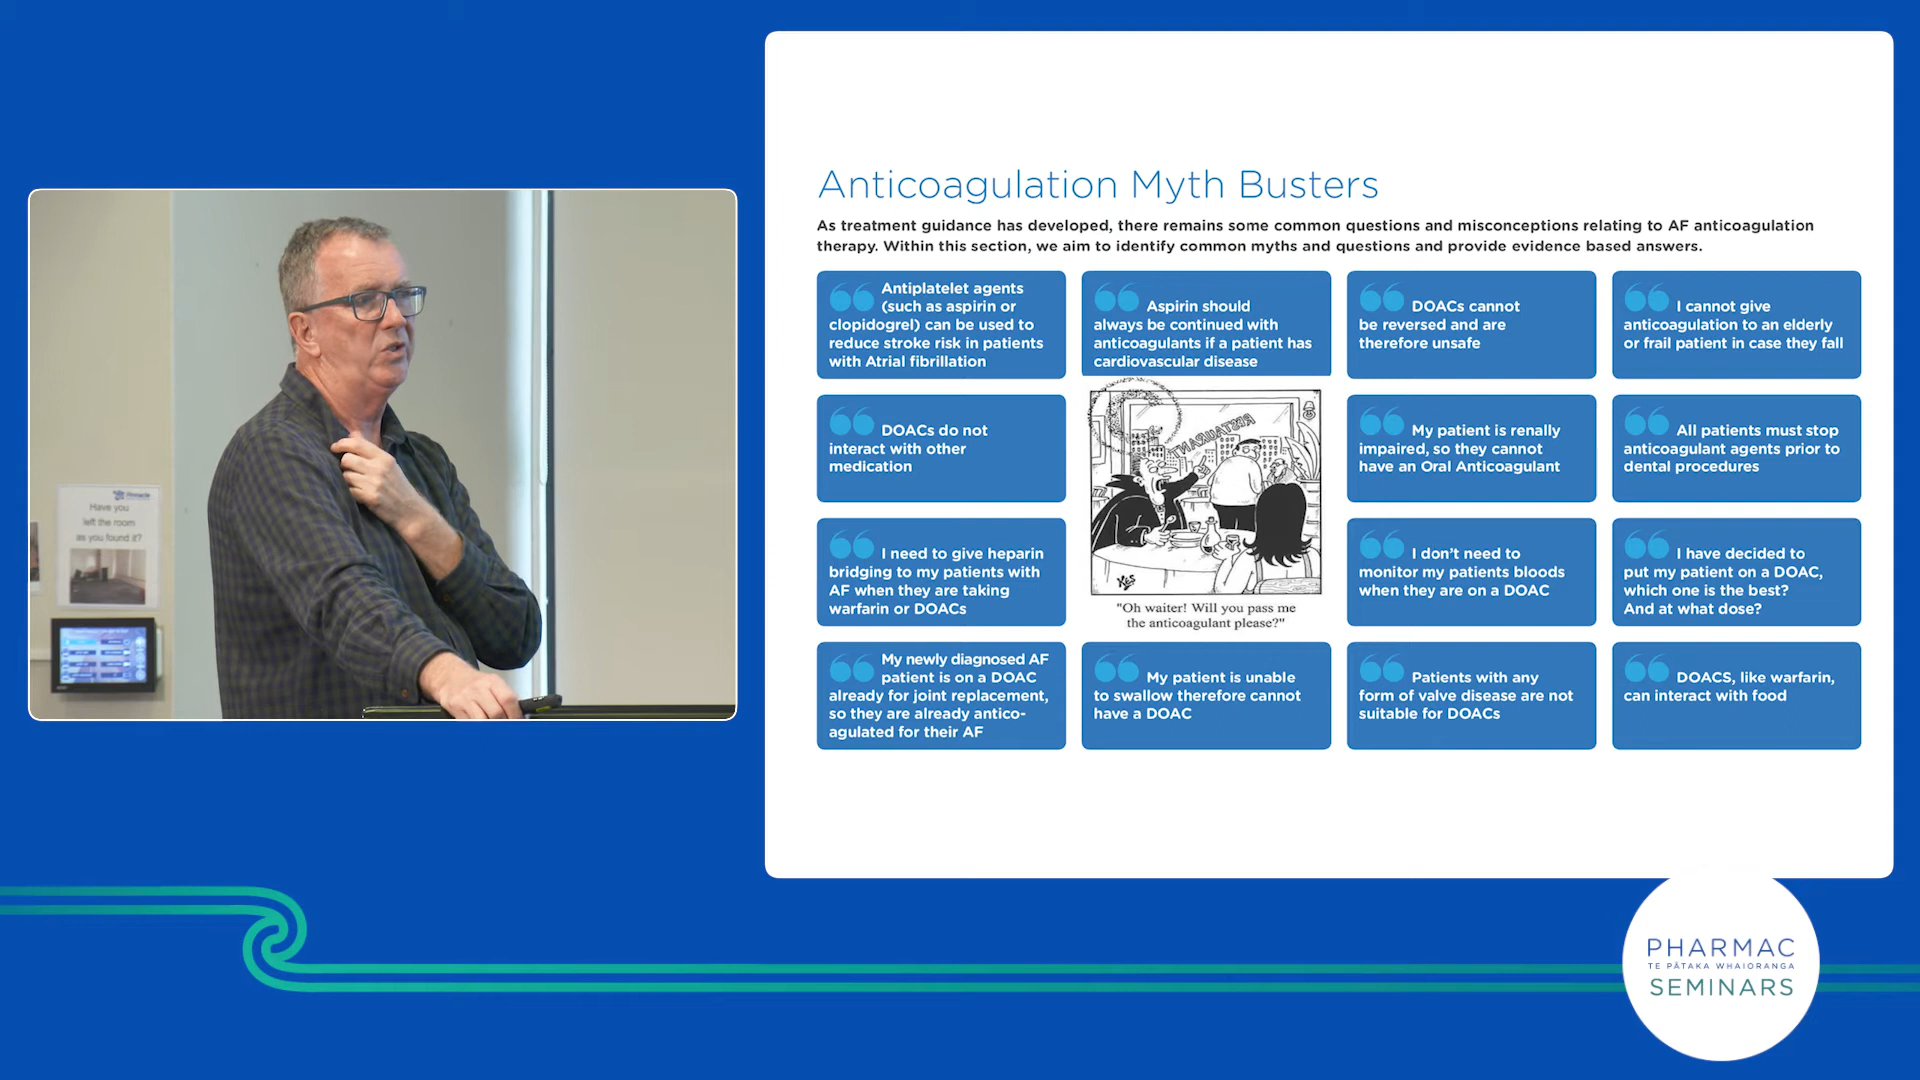 Have you
left the room
as you found it?
Anticoagulation Myth Busters
As treatment guidance has developed, there remains some common questions and misconceptions relating to AF anticoagulation
therapy. Within this section, we aim to identify common myths and questions and provide evidence based answers.
Antiplatelet agents
(such as aspirin or
clopidogrel) can be used to
reduce stroke risk in patients
with Atrial fibrillation
Aspirin should
always be continued with
anticoagulants if a patient has
cardiovascular disease
DOACs cannot
be reversed and are
therefore unsafe
I cannot give
anticoagulation to an elderly
or frail patient in case they fall
DOACs do not
interact with other
medication
RESTAURANT
KES
"Oh waiter! Will you pass me
the anticoagulant please?"
My patient is renally
impaired, so they cannot
have an Oral Anticoagulant
All patients must stop
anticoagulant agents prior to
dental procedures
I need to give heparin
bridging to my patients with
AF when they are taking
warfarin or DOACs
I don't need to
monitor my patients bloods
when they are on a DOAC
I have decided to
put my patient on a DOAC,
which one is the best?
And at what dose?
My newly diagnosed AF
patient is on a DOAC
already for joint replacement,
so they are already antico-
agulated for their AF
My patient is unable
to swallow therefore cannot
have a DOAC
Patients with any
form of valve disease are not
suitable for DOACs
DOACS, like warfarin,
can interact with food
PHARMAC
TE PĀTAKA WHAIORANGA
SEMINARS